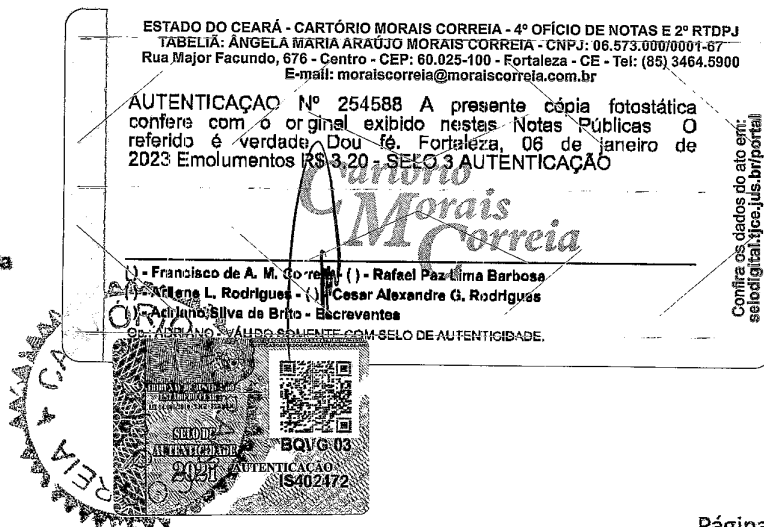 ESTADO DO CEARÁ - CARTÓRIO MORAIS CORREIA - 4º OFÍCIO DE NOTAS E 2º RTDPJ
TABELIÃ: ÂNGELA MARIA ARAÚJO MORAIS CORREIA - CNPJ: 06.573.000/0001-67
Rua Major Facundo, 676 - Centro - CEP: 60.025-100 - Fortaleza - CE - Tel: (85) 3464.5900
E-mail: moraiscorreia@moraiscorreia.com.br
AUTENTICAÇAO Nº 254588 A presente cópia fotostática
confere com o or ginal exibido nestas Notas Públicas O
referido é verdade Dou fé. Fortaleza, 06 de janeiro de
2023 Emolumentos R$ 3,20 - SELO 3 AUTENTICAÇÃO
Cartório
Morais
Correia
( ) - Francisco de A. M. Correia - ( ) - Rafael Paz Lima Barbosa
( ) - Arilene L. Rodrigues - ( ) - Cesar Alexandre G. Rodrigues
( ) - Adriano Silva de Brito - Escreventes
Op.: ADRIANO - VÁLIDO SOMENTE COM SELO DE AUTENTICIDADE.
Confira os dados do ato em:
selodigital.tjce.jus.br/portal
a
SELO DE
AUTENTICIDADE
2021
BQVG 03
AUTENTICAÇÃO
IS402472
Página